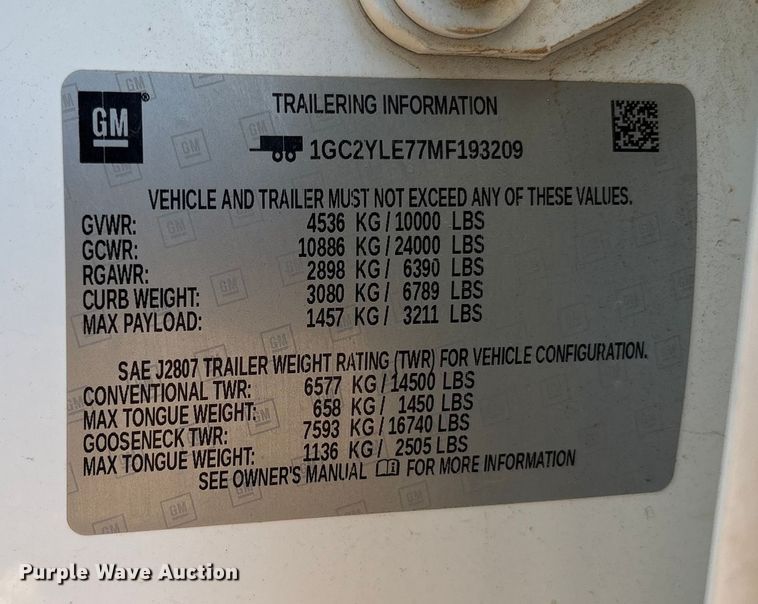 GM ®
TRAILERING INFORMATION
1GC2YLE77MF193209
VEHICLE AND TRAILER MUST NOT EXCEED ANY OF THESE VALUES.
GVWR: 4536 KG / 10000 LBS
GCWR: 10886 KG / 24000 LBS
RGAWR: 2898 KG / 6390 LBS
CURB WEIGHT: 3080 KG / 6789 LBS
MAX PAYLOAD: 1457 KG / 3211 LBS
SAE J2807 TRAILER WEIGHT RATING (TWR) FOR VEHICLE CONFIGURATION.
CONVENTIONAL TWR: 6577 KG / 14500 LBS
MAX TONGUE WEIGHT: 658 KG / 1450 LBS
GOOSENECK TWR: 7593 KG / 16740 LBS
MAX TONGUE WEIGHT: 1136 KG / 2505 LBS
SEE OWNER'S MANUAL FOR MORE INFORMATION
Purple Wave Auction